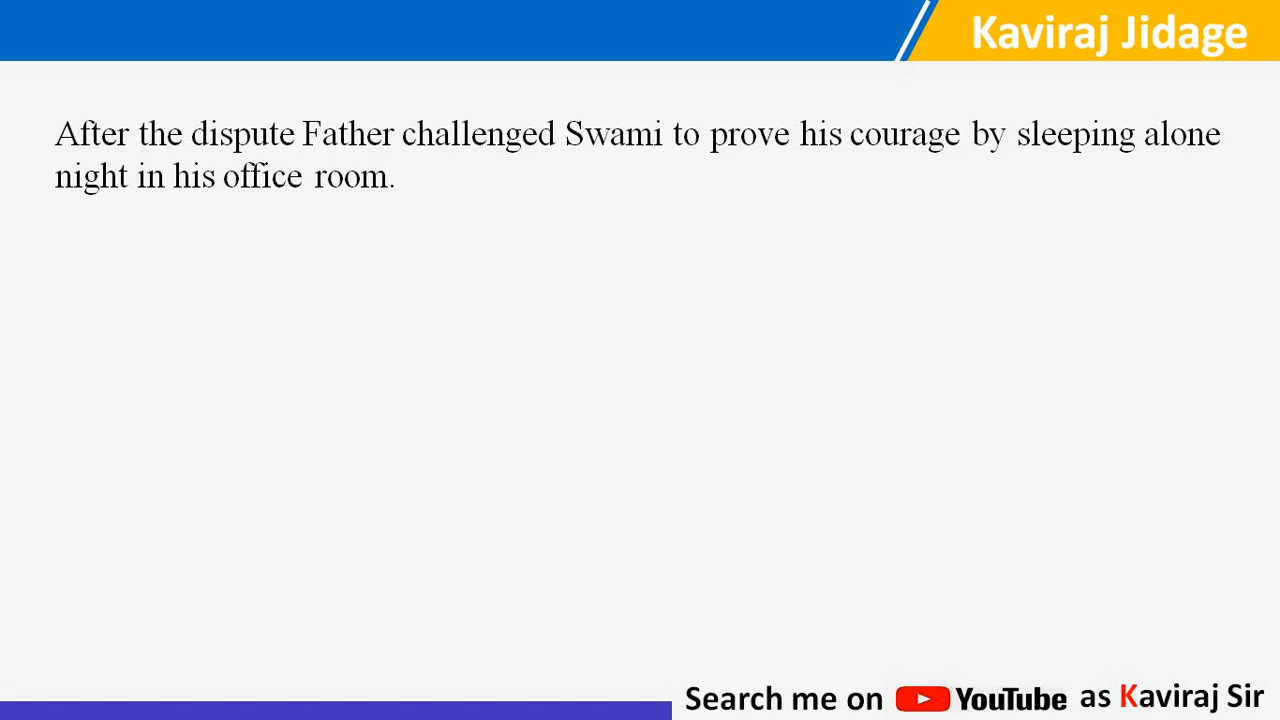 Kaviraj Jidage
After the dispute Father challenged Swami to prove his courage by sleeping alone
night in his office room.
Search me on YouTube as Kaviraj Sir